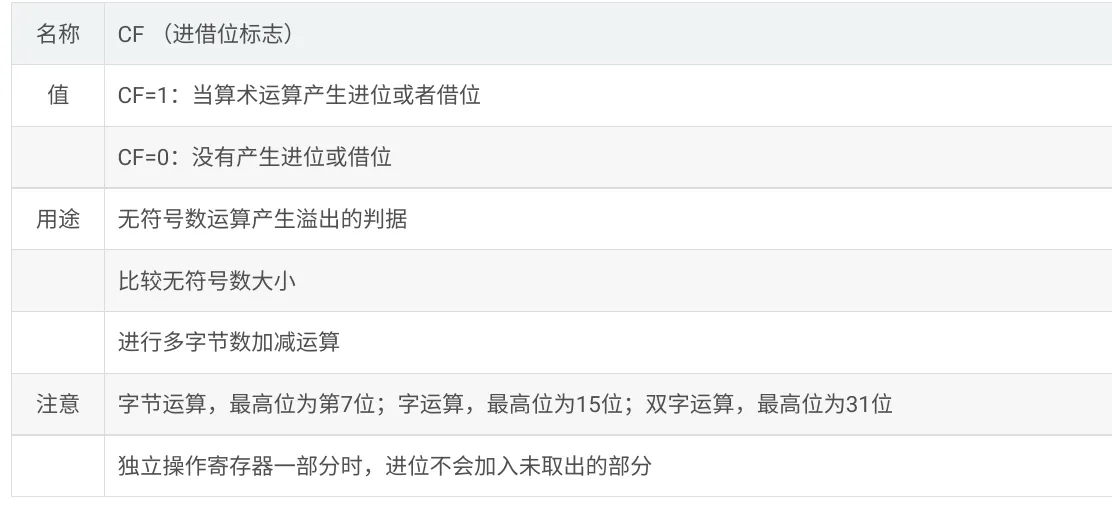 名称 CF （进借位标志）
值 CF=1：当算术运算产生进位或者借位
CF=0：没有产生进位或借位
用途 无符号数运算产生溢出的判据
比较无符号数大小
进行多字节数加减运算
注意 字节运算，最高位为第7位；字运算，最高位为15位；双字运算，最高位为31位
独立操作寄存器一部分时，进位不会加入未取出的部分